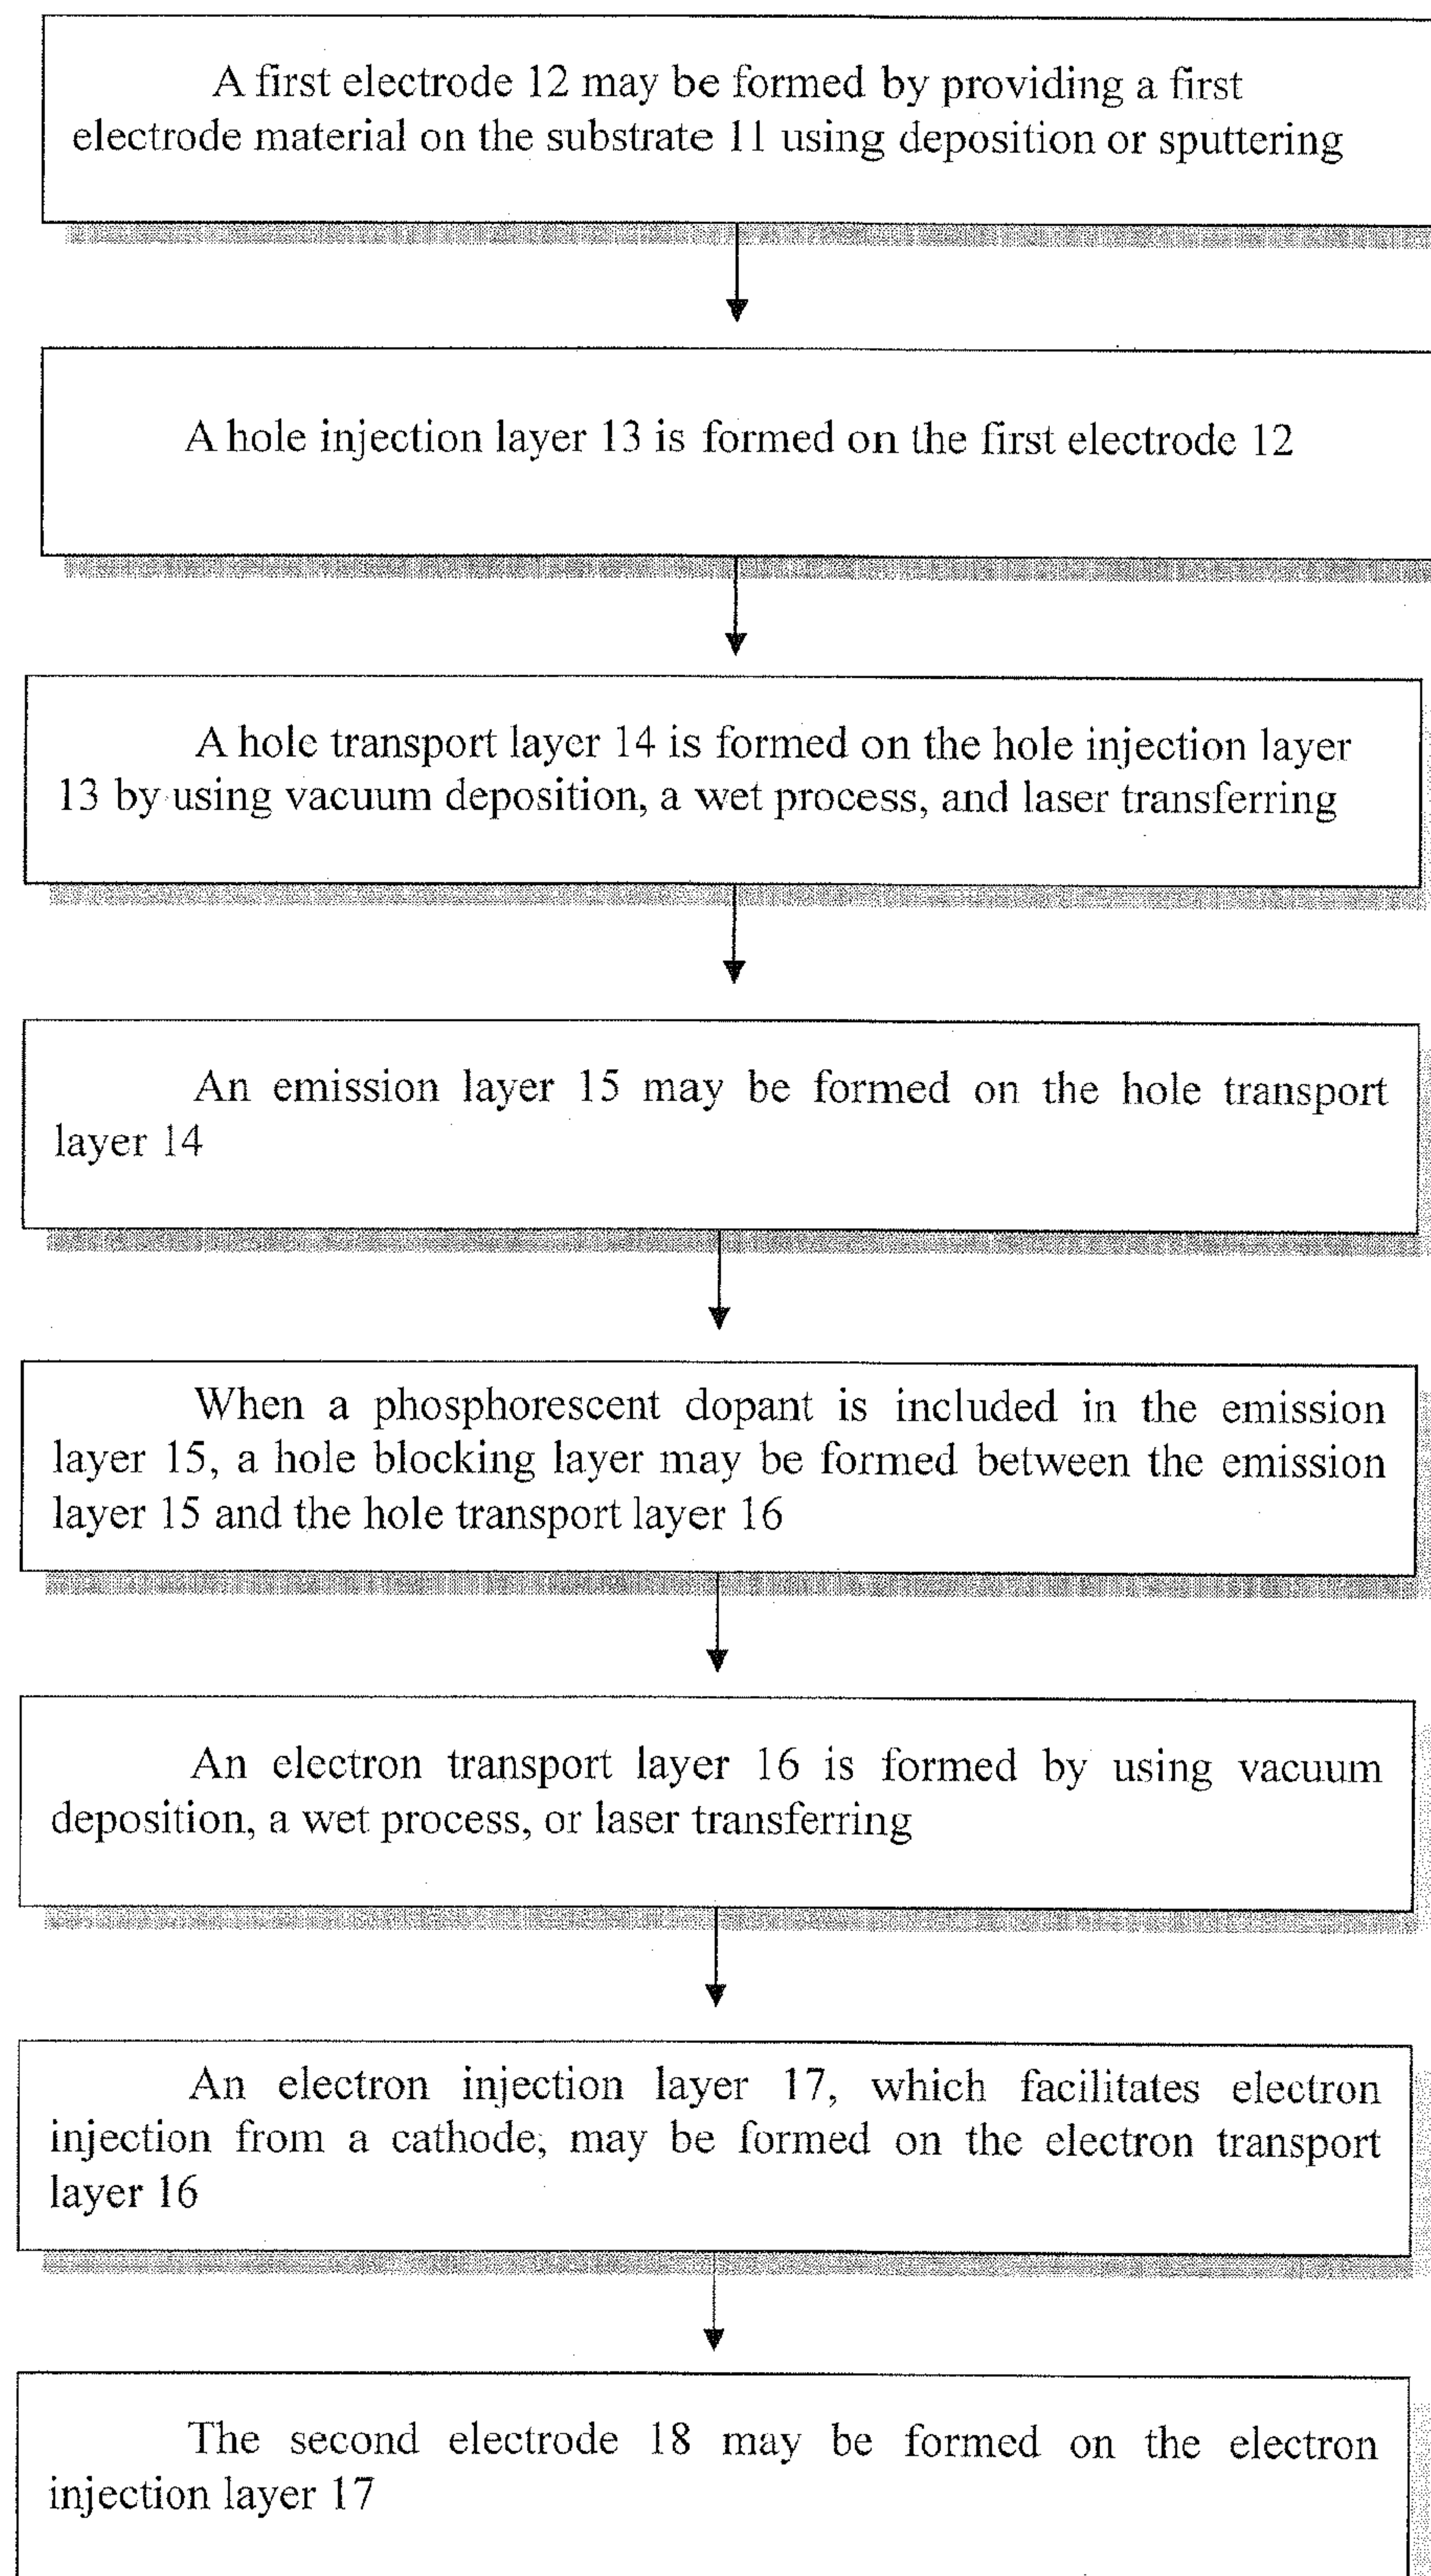 A first electrode 12 may be formed by providing a first
electrode material on the substrate 11 using deposition or sputtering
A hole injection layer 13 is formed on the first electrode 12
A hole transport layer 14 is formed on the hole injection layer
13 by using vacuum deposition, a wet process, and laser transferring
An emission layer 15 may be formed on the hole transport
layer 14
When a phosphorescent dopant is included in the emission
layer 15, a hole blocking layer may be formed between the emission
layer 15 and the hole transport layer 16
An electron transport layer 16 is formed by using vacuum
deposition, a wet process, or laser transferring
An electron injection layer 17, which facilitates electron
injection from a cathode, may be formed on the electron transport
layer 16
The second electrode 18 may be formed on the electron
injection layer 17